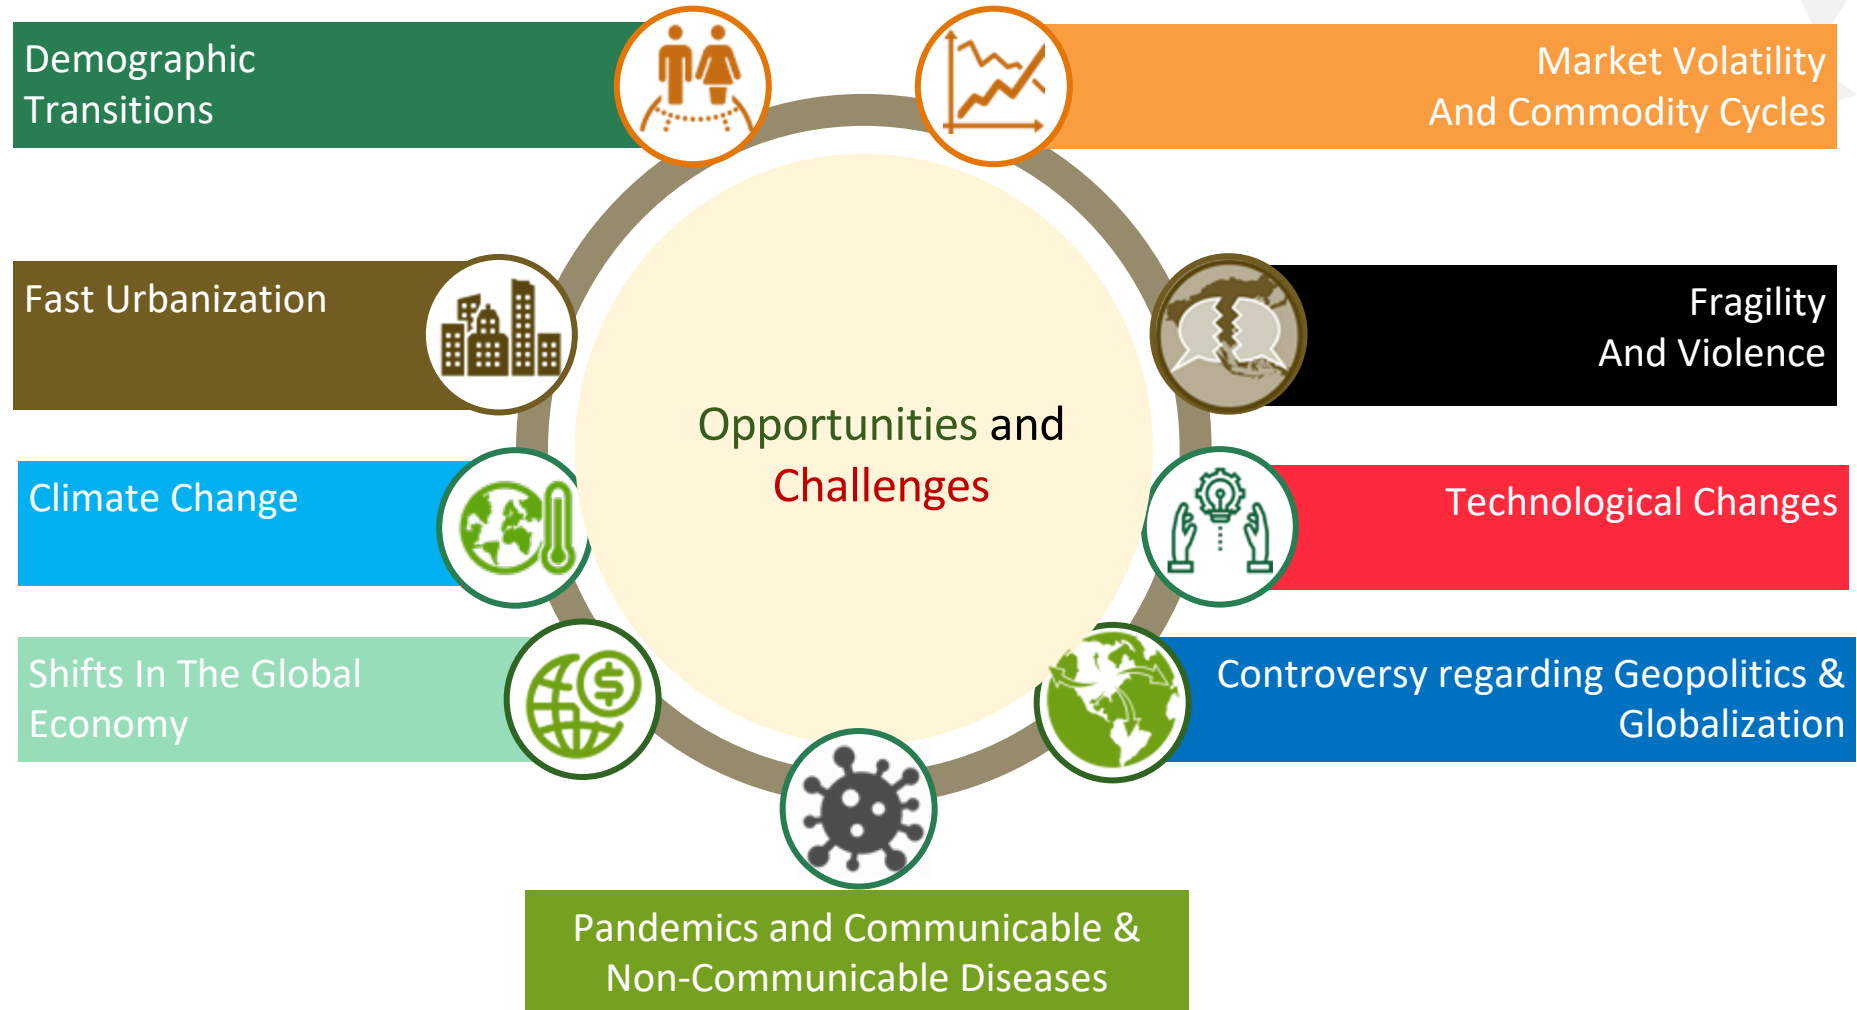 Demographic
Transitions
Market Volatility
And Commodity Cycles
Fast Urbanization
Fragility
And Violence
Opportunities and
Challenges
Climate Change
Technological Changes
Shifts In The Global
Economy
Controversy regarding Geopolitics &
Globalization
Pandemics and Communicable &
Non-Communicable Diseases